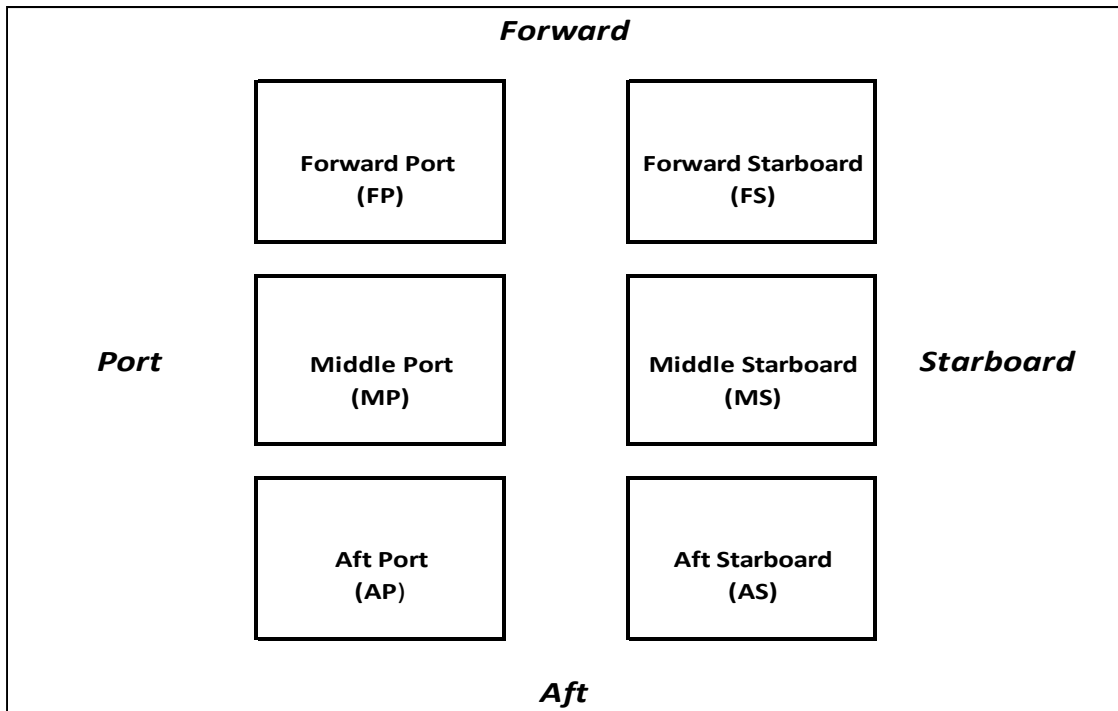 Forward
Forward Port
(FP)
Forward Starboard
(FS)
Port
Middle Port
(MP)
Middle Starboard
(MS)
Starboard
Aft Port
(AP)
Aft Starboard
(AS)
Aft